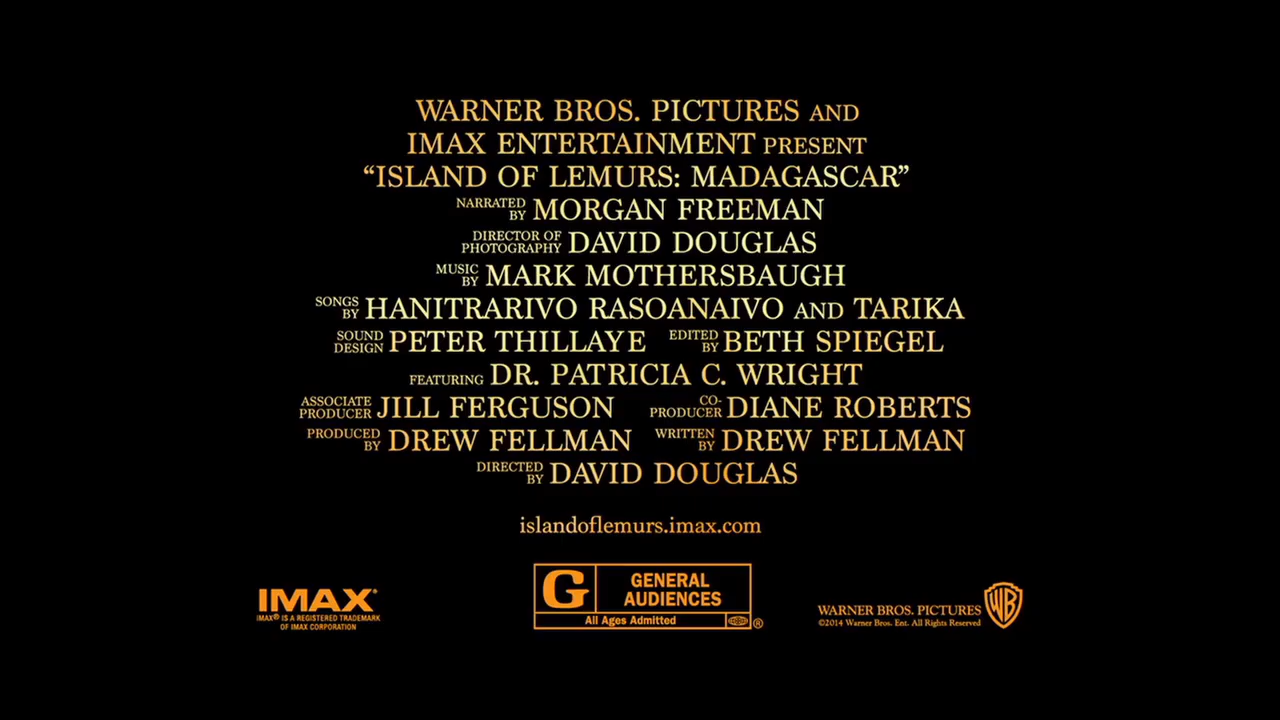 WARNER BROS. PICTURES AND
IMAX ENTERTAINMENT PRESENT
“ISLAND OF LEMURS: MADAGASCAR”
NARRATED BY MORGAN FREEMAN
DIRECTOR OF PHOTOGRAPHY DAVID DOUGLAS
MUSIC BY MARK MOTHERSBAUGH
SONGS BY HANITRARIVO RASOANAIVO AND TARIKA
SOUND DESIGN PETER THILLAYE EDITED BY BETH SPIEGEL
FEATURING DR. PATRICIA C. WRIGHT
ASSOCIATE PRODUCER JILL FERGUSON CO-PRODUCER DIANE ROBERTS
PRODUCED BY DREW FELLMAN WRITTEN BY DREW FELLMAN
DIRECTED BY DAVID DOUGLAS
islandoflemurs.imax.com
IMAX®
IMAX® IS A REGISTERED TRADEMARK
OF IMAX CORPORATION
G GENERAL
AUDIENCES
All Ages Admitted ®
WARNER BROS. PICTURES WB
©2014 Warner Bros. Ent. All Rights Reserved